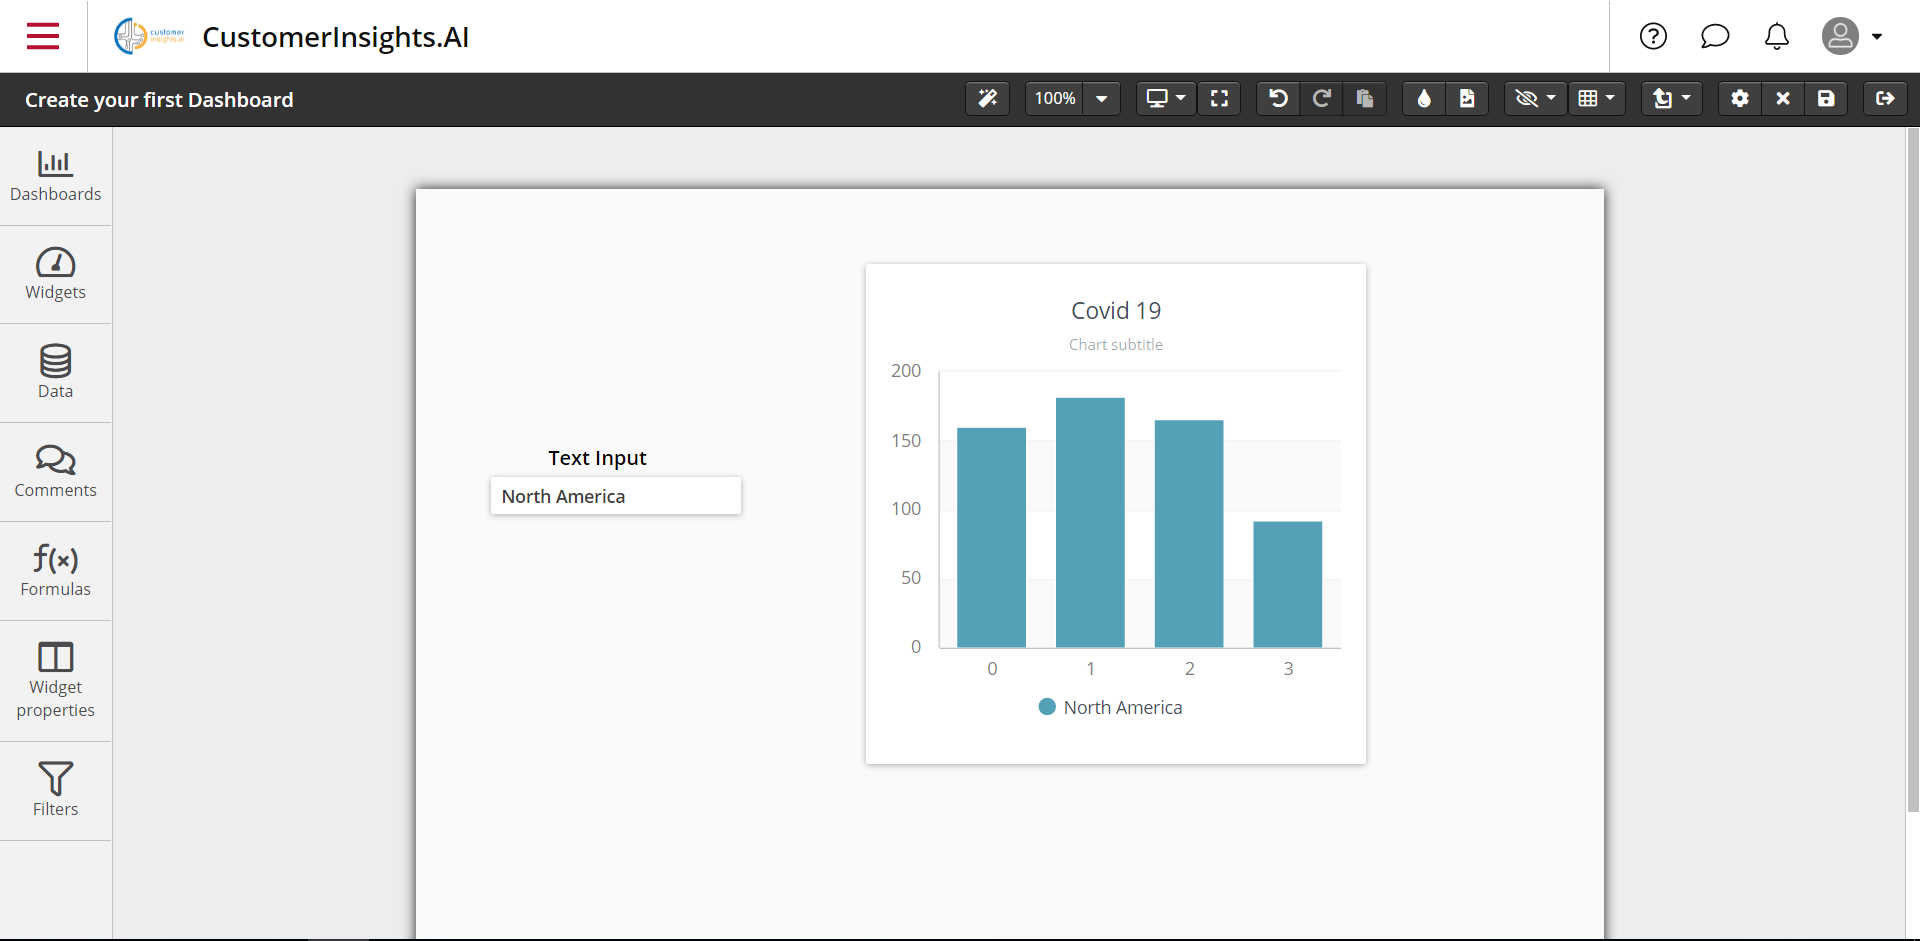 customer
insights.ai
CustomerInsights.AI
Create your first Dashboard
100%
Dashboards
Widgets
Data
Comments
f(x)
Formulas
Widget
properties
Filters
Text Input
North America
Covid 19
Chart subtitle
200
150
100
50
0
0 1 2 3
North America